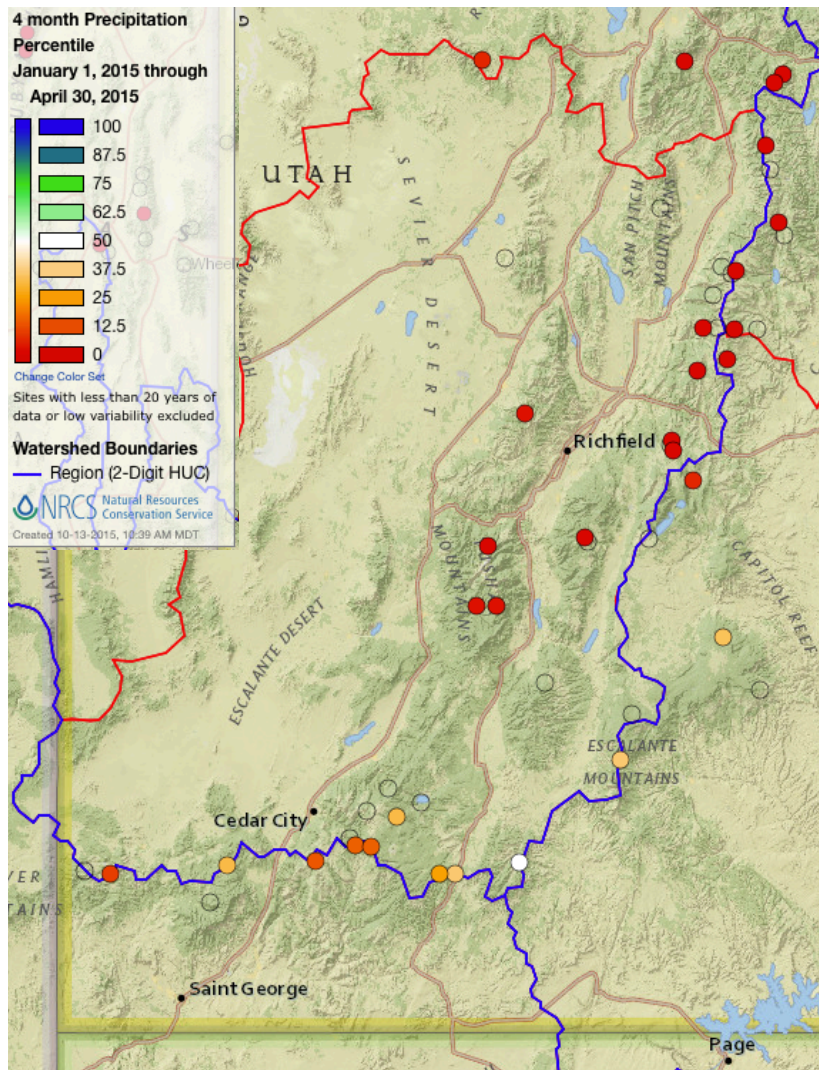 4 month Precipitation
Percentile
January 1, 2015 through
April 30, 2015
100
87.5
75
62.5
50
37.5
25
12.5
0
Change Color Set
Sites with less than 20 years of
data or low variability excluded
Watershed Boundaries
Region (2-Digit HUC)
NRCS Natural Resources
Conservation Service
Created 10-13-2015, 10:39 AM MDT
UTAH
SEVIER DESERT
SAN PITCH
MOUNTAINS
Richfield
MOUNTAINS
CAPITOL REEF
ESCALANTE DESERT
ESCALANTE
MOUNTAINS
Cedar City
Saint George
Page